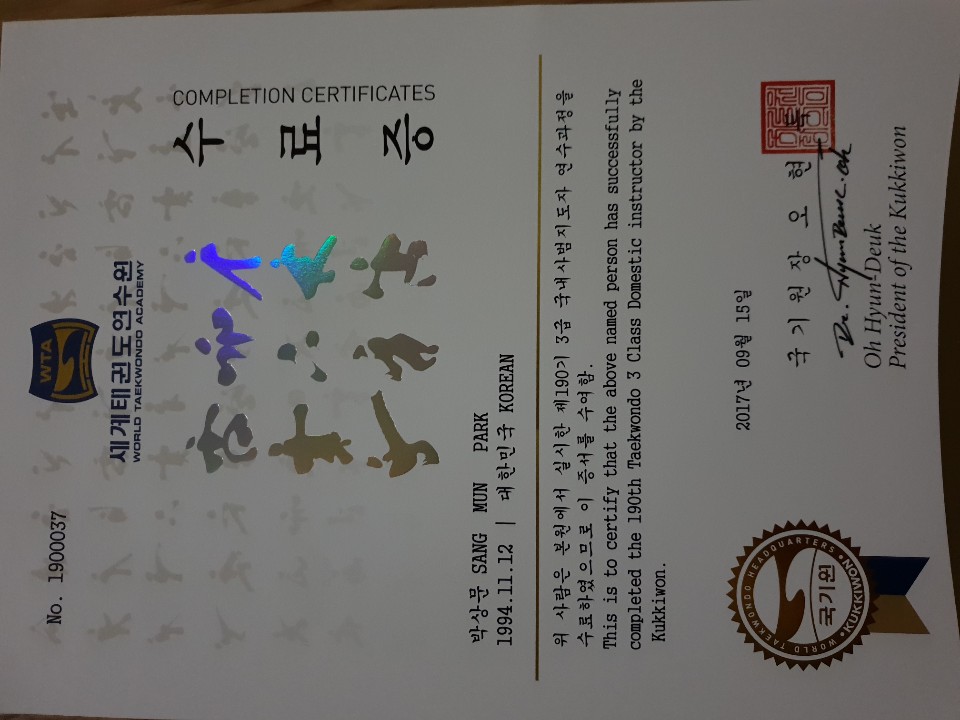 No. 1900037
WTA
세계태권도연수원
WORLD TAEKWONDO ACADEMY
수료증
COMPLETION CERTIFICATES
박상문 SANG MUN PARK
1994.11.12 | 대한민국 KOREAN
위 사람은 본원에서 실시한 제190기 3급 국내사범지도자 연수과정을
수료하였으므로 이 증서를 수여함.
This is to certify that the above named person has successfully
completed the 190th Taekwondo 3 Class Domestic instructor by the
Kukkiwon.
2017년 09월 15일
국 기 원 장 오 현 득
Dr. Hyun Deuk. Oh
Oh Hyun-Deuk
President of the Kukkiwon
WORLD TAEKWONDO HEADQUARTERS • KUKKIWON •
국기원